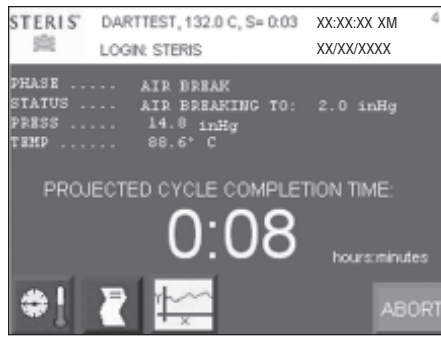 STERIS® DARTTEST, 132.0 C, S= 0:03 XX:XX:XX XM 4
LOGIN: STERIS XX/XX/XXXX
PHASE ..... AIR BREAK
STATUS .... AIR BREAKING TO: 2.0 inHg
PRESS ..... 14.8 inHg
TEMP ...... 88.6° C
PROJECTED CYCLE COMPLETION TIME:
0:08
hours:minutes
X
ABORT